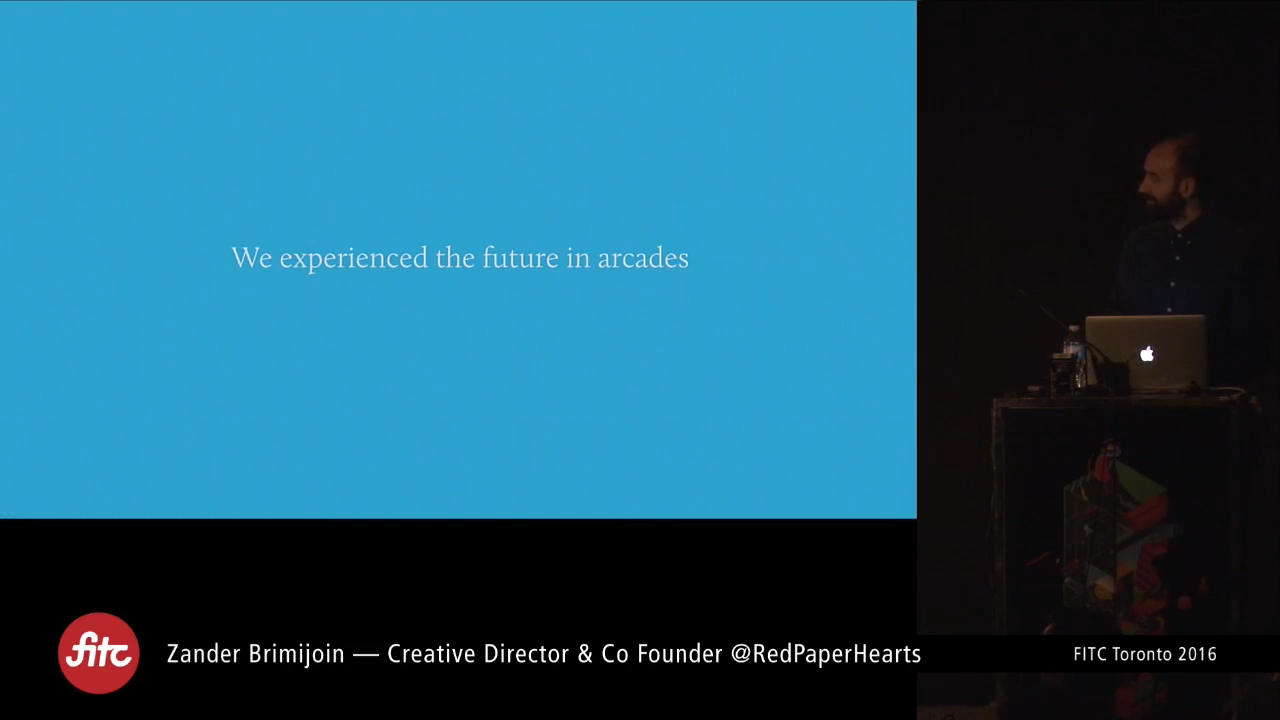 We experienced the future in arcades
fitc
Zander Brimijoin — Creative Director & Co Founder @RedPaperHearts
FITC Toronto 2016